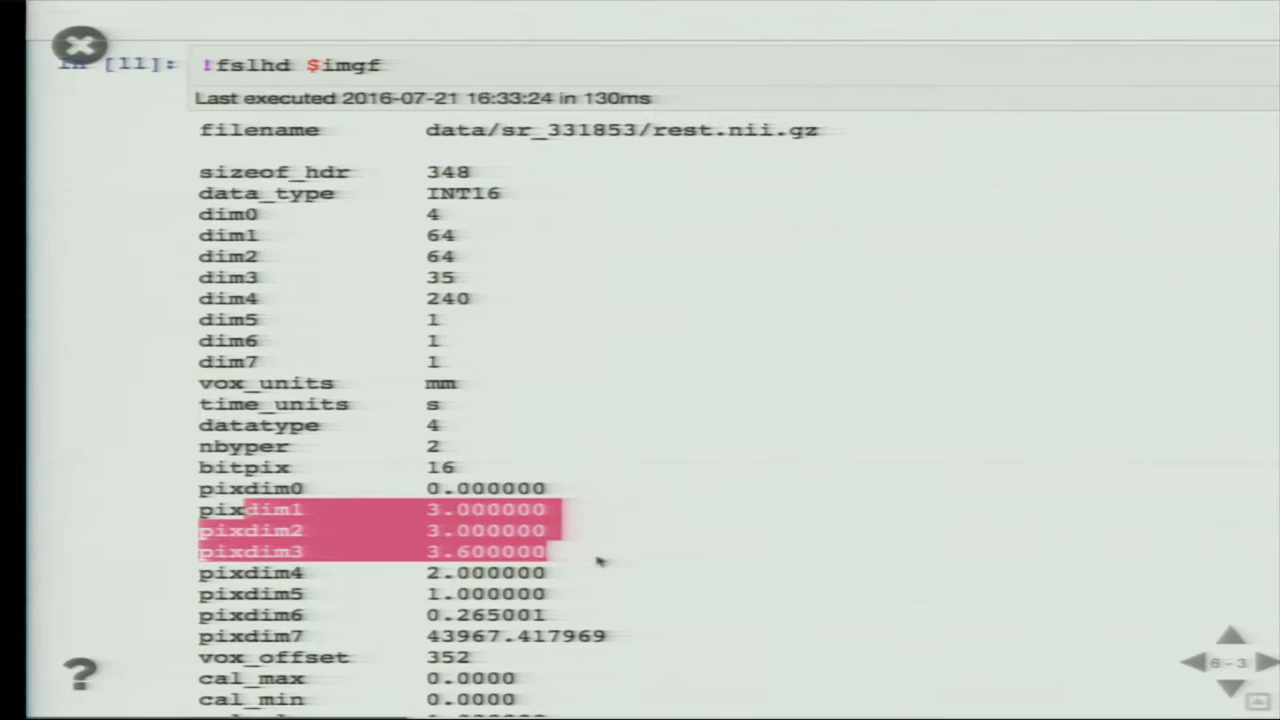 In [11]: !fslhd $imgf
Last executed 2016-07-21 16:33:24 in 130ms
filename data/sr_331853/rest.nii.gz
sizeof_hdr 348
data_type INT16
dim0 4
dim1 64
dim2 64
dim3 35
dim4 240
dim5 1
dim6 1
dim7 1
vox_units mm
time_units s
datatype 4
nbyper 2
bitpix 16
pixdim0 0.000000
pixdim1 3.000000
pixdim2 3.000000
pixdim3 3.600000
pixdim4 2.000000
pixdim5 1.000000
pixdim6 0.265001
pixdim7 43967.417969
vox_offset 352
cal_max 0.0000
cal_min 0.0000
?
6-3